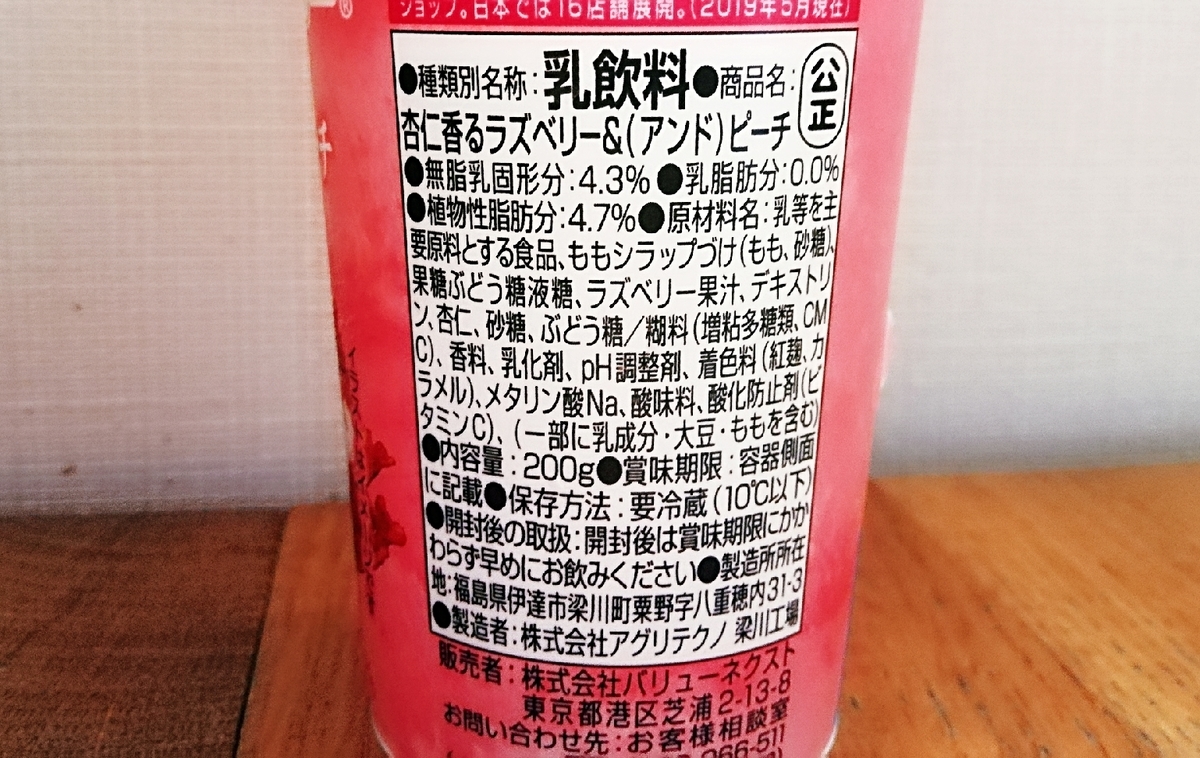 ®
ショップ。日本では16店舗展開。(2019年5月現在)
●種類別名称:乳飲料●商品名:
公正
杏仁香るラズベリー&(アンド)ピーチ
●無脂乳固形分:4.3% ●乳脂肪分:0.0%
●植物性脂肪分:4.7%●原材料名:乳等を主
要原料とする食品、ももシラップづけ(もも、砂糖)、
果糖ぶどう糖液糖、ラズベリー果汁、デキストリ
ン、杏仁、砂糖、ぶどう糖/糊料(増粘多糖類、CM
C)、香料、乳化剤、pH調整剤、着色料(紅麹、カ
ラメル)、メタリン酸Na、酸味料、酸化防止剤(ビ
タミンC)、(一部に乳成分・大豆・ももを含む)
●内容量:200g●賞味期限:容器側面
に記載●保存方法:要冷蔵(10℃以下)
●開封後の取扱:開封後は賞味期限にかか
わらず早めにお飲みください●製造所所在
地:福島県伊達市梁川町粟野字八重穂内31-3
●製造者:株式会社アグリテクノ 梁川工場
販売者:株式会社バリューネクスト
東京都港区芝浦2-13-8
お問い合わせ先:お客様相談室
066-511
チ
イラストはイメージです